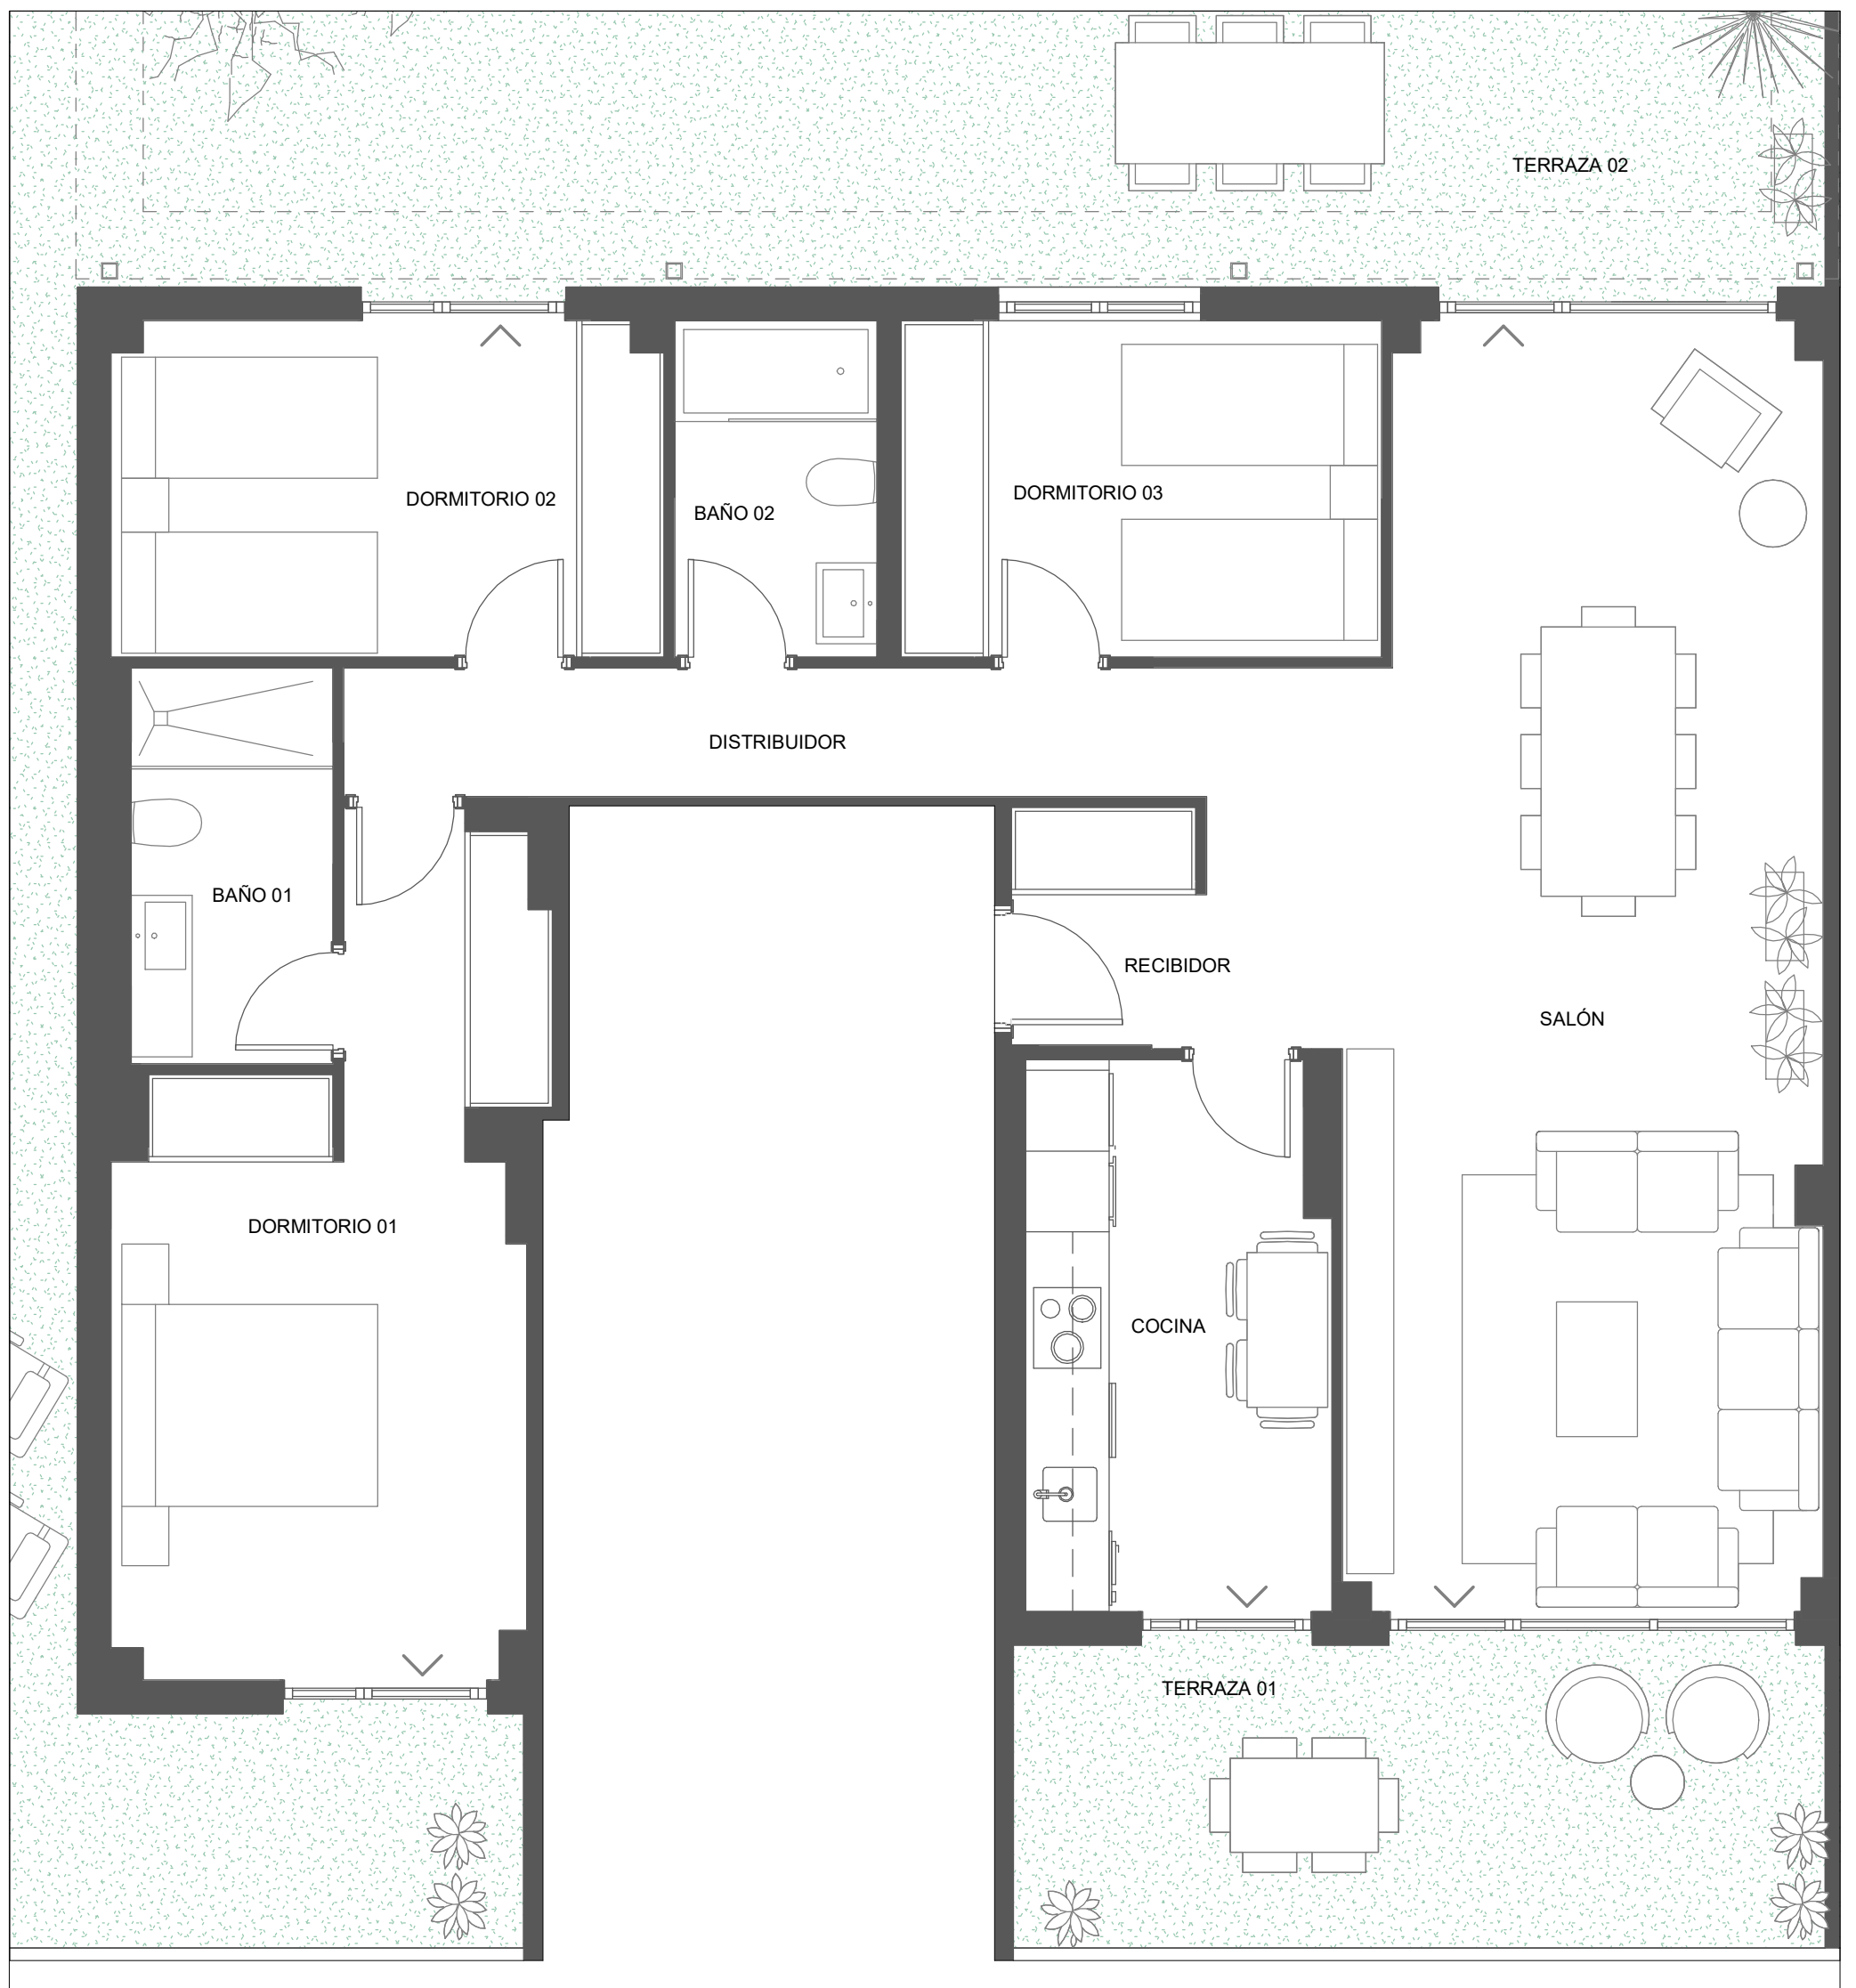 TERRAZA 02
DORMITORIO 02
BAÑO 02
DORMITORIO 03
DISTRIBUIDOR
BAÑO 01
RECIBIDOR
SALÓN
DORMITORIO 01
COCINA
TERRAZA 01